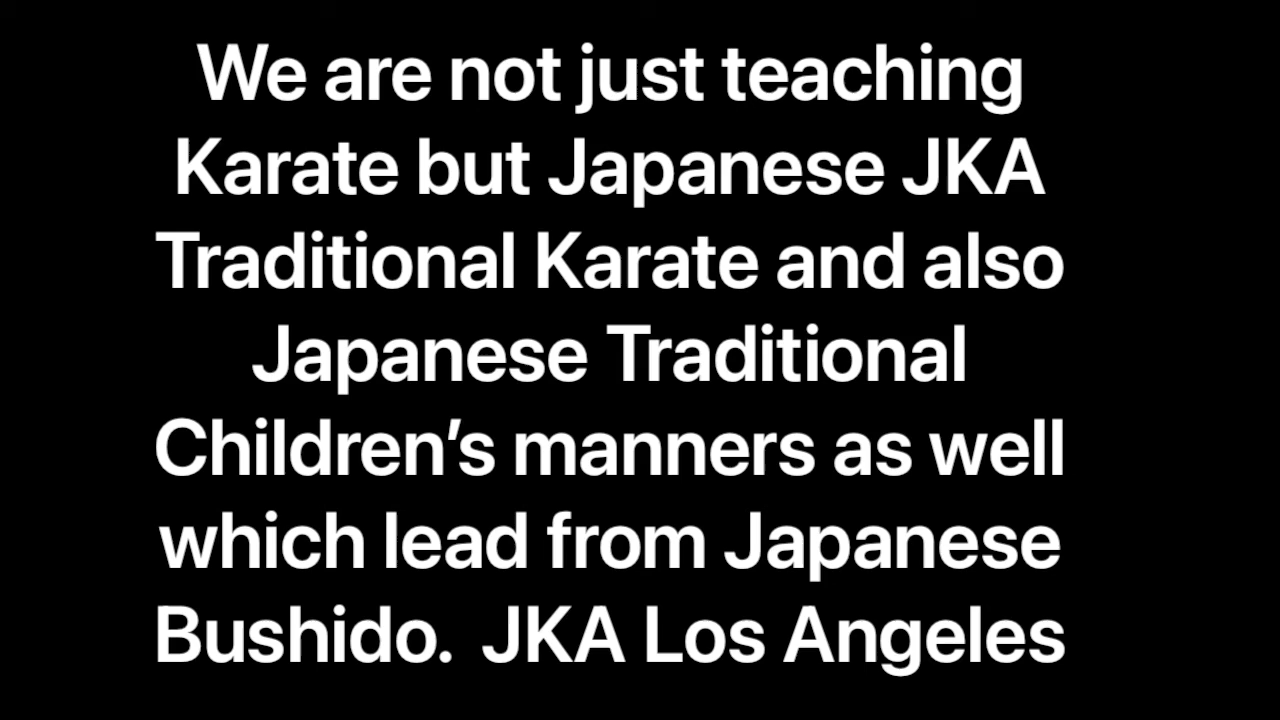 We are not just teaching
Karate but Japanese JKA
Traditional Karate and also
Japanese Traditional
Children’s manners as well
which lead from Japanese
Bushido. JKA Los Angeles